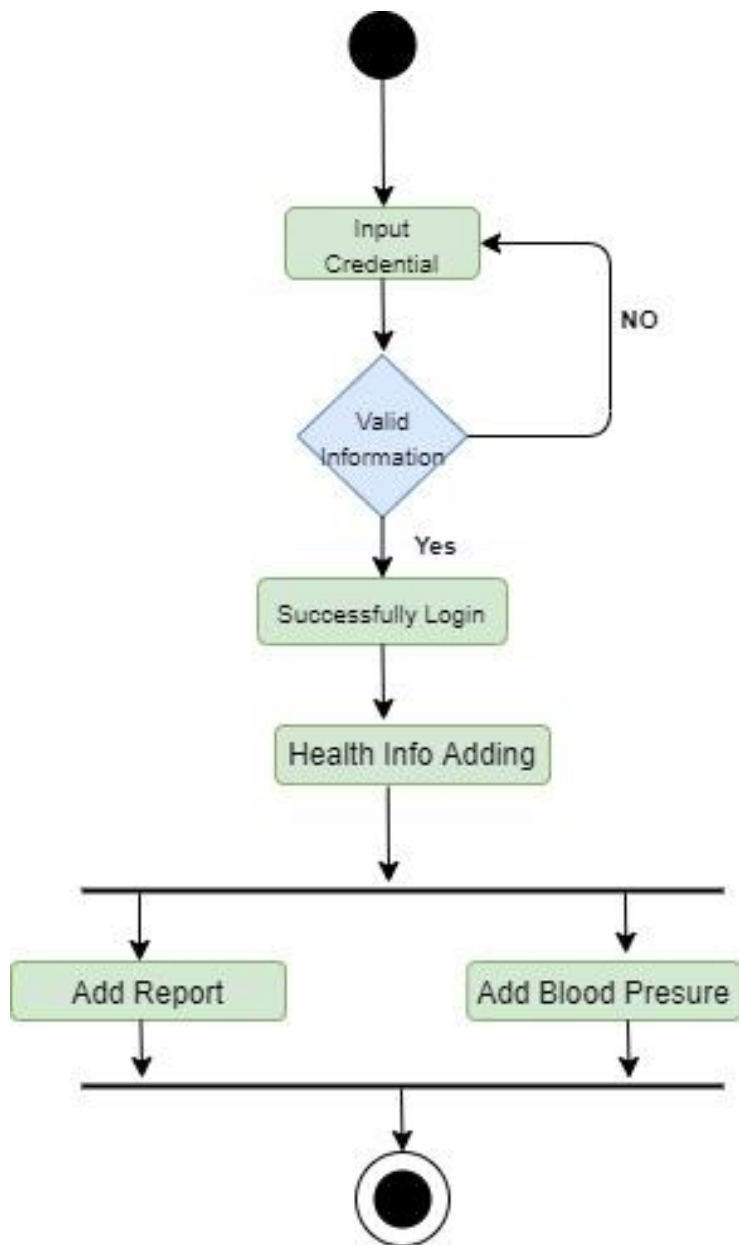 Input
Credential
NO
Valid
Information
Yes
Successfully Login
Health Info Adding
Add Report
Add Blood Presure